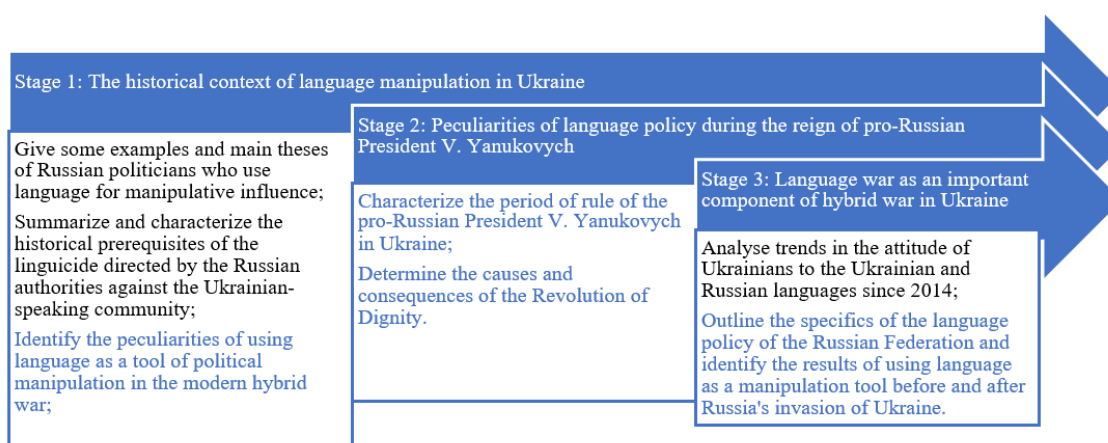 Stage 1: The historical context of language manipulation in Ukraine
Give some examples and main theses
of Russian politicians who use
language for manipulative influence;
Summarize and characterize the
historical prerequisites of the
linguicide directed by the Russian
authorities against the Ukrainian-
speaking community;
Identify the peculiarities of using
language as a tool of political
manipulation in the modern hybrid
war;
Stage 2: Peculiarities of language policy during the reign of pro-Russian
President V. Yanukovych
Characterize the period of rule of the
pro-Russian President V. Yanukovych
in Ukraine;
Determine the causes and
consequences of the Revolution of
Dignity.
Stage 3: Language war as an important
component of hybrid war in Ukraine
Analyse trends in the attitude of
Ukrainians to the Ukrainian and
Russian languages since 2014;
Outline the specifics of the language
policy of the Russian Federation and
identify the results of using language
as a manipulation tool before and after
Russia's invasion of Ukraine.